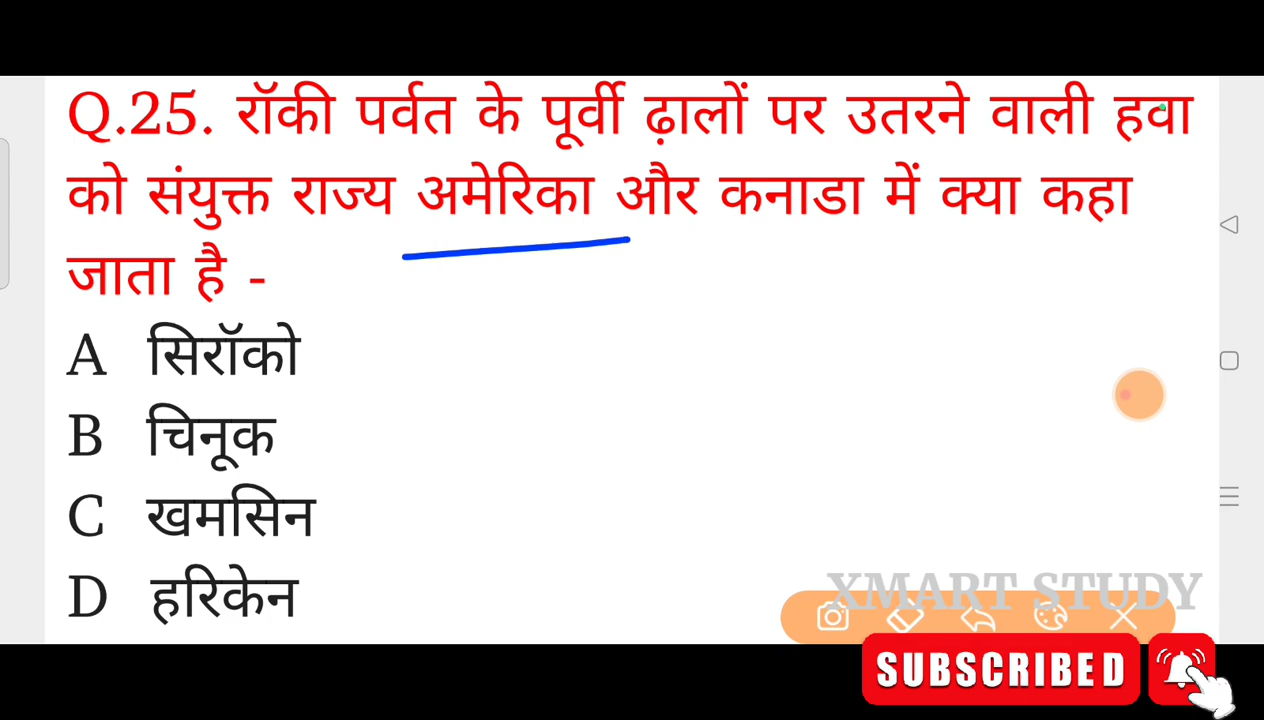 Q.25. रॉकी पर्वत के पूर्वी ढ़ालों पर उतरने वाली हवा
को संयुक्त राज्य अमेरिका और कनाडा में क्या कहा
जाता है -
A सिरॉको
B चिनूक
C खमसिन
D हरिकेन
XMART STUDY
SUBSCRIBED